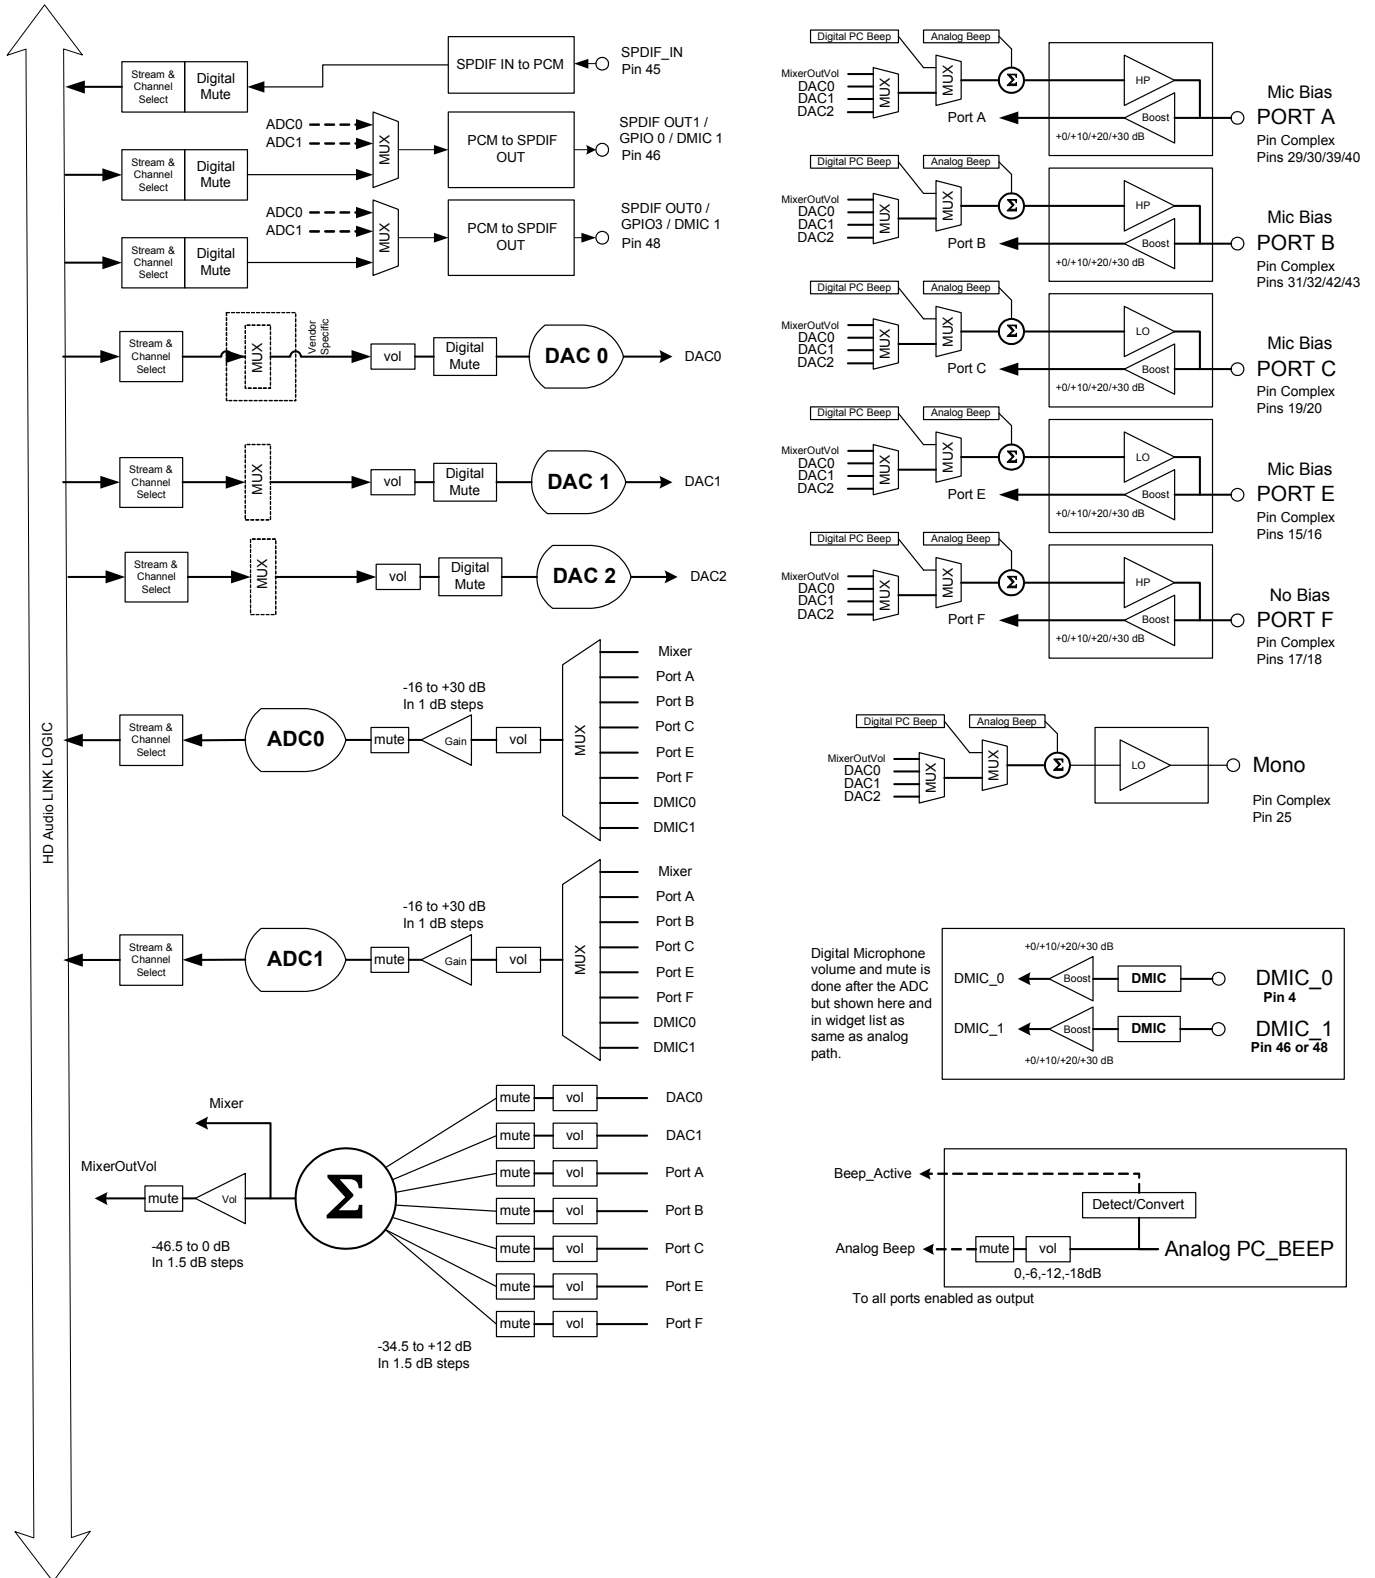 HD Audio LINK LOGIC
Stream &
Channel
Select
Digital
Mute
SPDIF IN to PCM
SPDIF_IN
Pin 45
ADC0
ADC1
MUX
Stream &
Channel
Select
Digital
Mute
PCM to SPDIF
OUT
SPDIF OUT1 /
GPIO 0 / DMIC 1
Pin 46
ADC0
ADC1
MUX
Stream &
Channel
Select
Digital
Mute
PCM to SPDIF
OUT
SPDIF OUT0 /
GPIO3 / DMIC 1
Pin 48
Stream &
Channel
Select
MUX
Vendor
Specific
vol
Digital
Mute
DAC 0
DAC0
Stream &
Channel
Select
MUX
vol
Digital
Mute
DAC 1
DAC1
Stream &
Channel
Select
MUX
vol
Digital
Mute
DAC 2
DAC2
Stream &
Channel
Select
ADC0
mute
-16 to +30 dB
In 1 dB steps
Gain
vol
MUX
Mixer
Port A
Port B
Port C
Port E
Port F
DMIC0
DMIC1
Stream &
Channel
Select
ADC1
mute
-16 to +30 dB
In 1 dB steps
Gain
vol
MUX
Mixer
Port A
Port B
Port C
Port E
Port F
DMIC0
DMIC1
Mixer
MixerOutVol
mute
Vol
-46.5 to 0 dB
In 1.5 dB steps
Σ
mute vol DAC0
mute vol DAC1
mute vol Port A
mute vol Port B
mute vol Port C
mute vol Port E
mute vol Port F
-34.5 to +12 dB
In 1.5 dB steps
Digital PC Beep
Analog Beep
MixerOutVol
DAC0
DAC1
DAC2
MUX
MUX
Σ
HP
Port A
Boost
+0/+10/+20/+30 dB
Mic Bias
PORT A
Pin Complex
Pins 29/30/39/40
Digital PC Beep
Analog Beep
MixerOutVol
DAC0
DAC1
DAC2
MUX
MUX
Σ
HP
Port B
Boost
+0/+10/+20/+30 dB
Mic Bias
PORT B
Pin Complex
Pins 31/32/42/43
Digital PC Beep
Analog Beep
MixerOutVol
DAC0
DAC1
DAC2
MUX
MUX
Σ
LO
Port C
Boost
+0/+10/+20/+30 dB
Mic Bias
PORT C
Pin Complex
Pins 19/20
Digital PC Beep
Analog Beep
MixerOutVol
DAC0
DAC1
DAC2
MUX
MUX
Σ
LO
Port E
Boost
+0/+10/+20/+30 dB
Mic Bias
PORT E
Pin Complex
Pins 15/16
Digital PC Beep
Analog Beep
MixerOutVol
DAC0
DAC1
DAC2
MUX
MUX
Σ
HP
Port F
Boost
+0/+10/+20/+30 dB
No Bias
PORT F
Pin Complex
Pins 17/18
Digital PC Beep
Analog Beep
MixerOutVol
DAC0
DAC1
DAC2
MUX
MUX
Σ
LO
Mono
Pin Complex
Pin 25
Digital Microphone
volume and mute is
done after the ADC
but shown here and
in widget list as
same as analog
path.
+0/+10/+20/+30 dB
DMIC_0
Boost
DMIC
DMIC_0
Pin 4
DMIC_1
Boost
DMIC
DMIC_1
Pin 46 or 48
+0/+10/+20/+30 dB
Beep_Active
Detect/Convert
Analog Beep
mute
vol
Analog PC_BEEP
0,-6,-12,-18dB
To all ports enabled as output